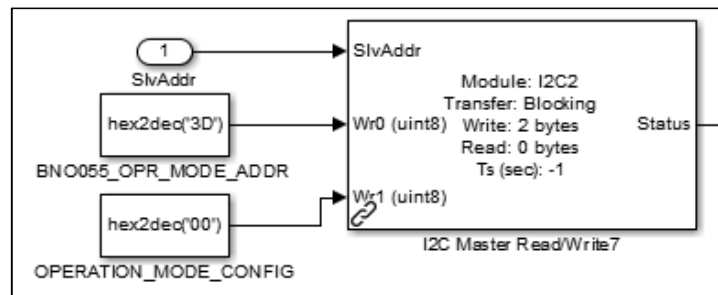 1
SlvAddr
hex2dec('3D')
BNO055_OPR_MODE_ADDR
hex2dec('00')
OPERATION_MODE_CONFIG
SlvAddr
Module: I2C2
Transfer: Blocking
Wr0 (uint8)
Write: 2 bytes
Status
Read: 0 bytes
Ts (sec): -1
Wr1 (uint8)
I2C Master Read/Write7